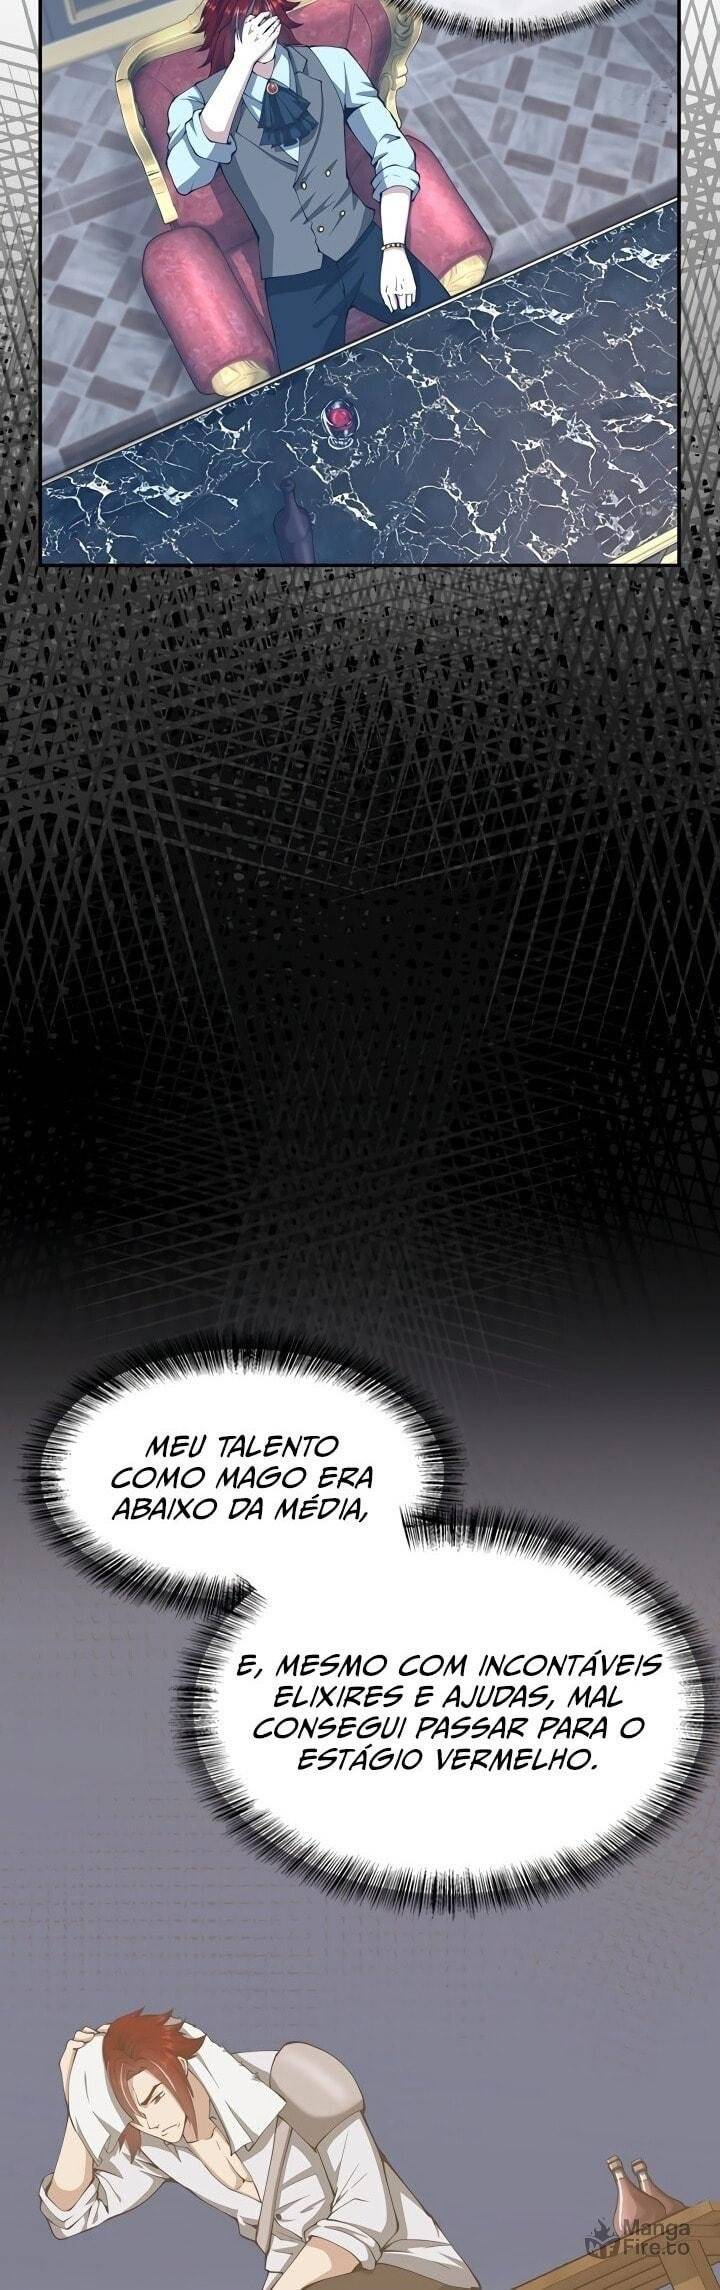 MEU TALENTO
COMO MAGO ERA
ABAIXO DA MÉDIA,
E, MESMO COM INCONTÁVEIS
ELIXIRES E AJUDAS, MAL
CONSEGUI PASSAR PARA O
ESTÁGIO VERMELHO.
Manga
Fire.to